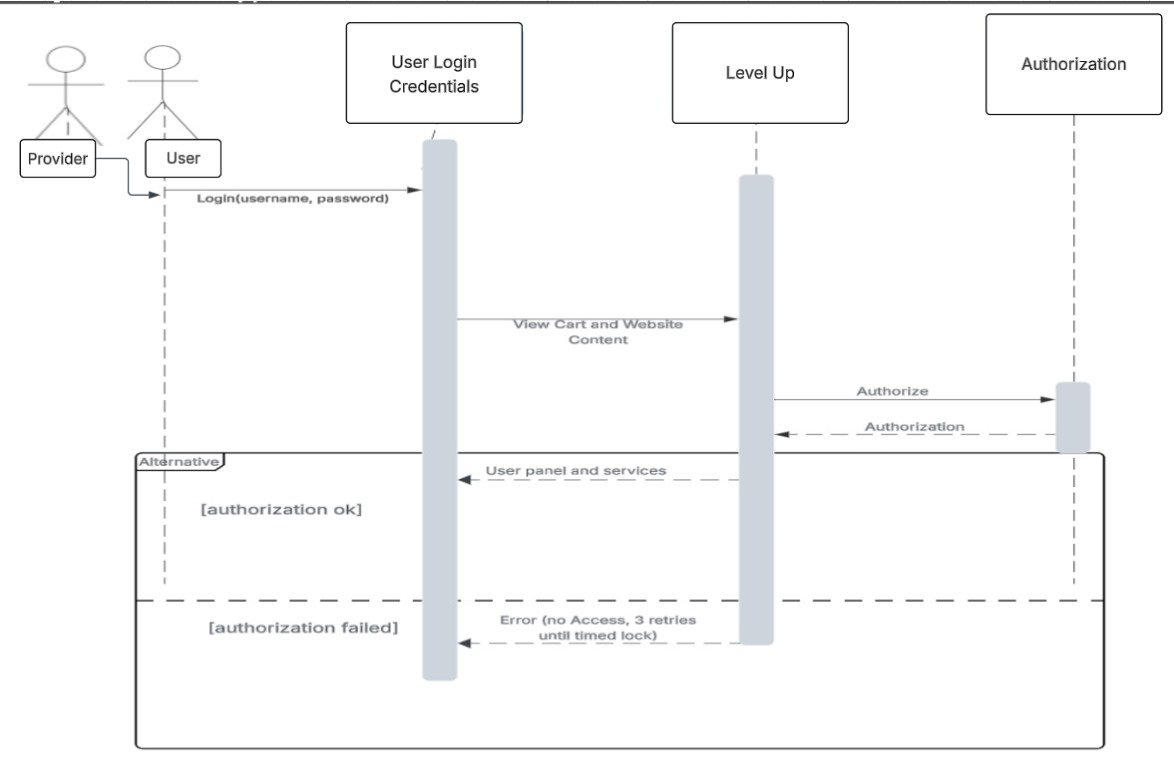 User Login
Credentials
Level Up
Authorization
Provider
User
Login(username, password)
View Cart and Website
Content
Authorize
Authorization
Alternative
User panel and services
[authorization ok]
Error (no Access, 3 retries
until timed lock)
[authorization failed]